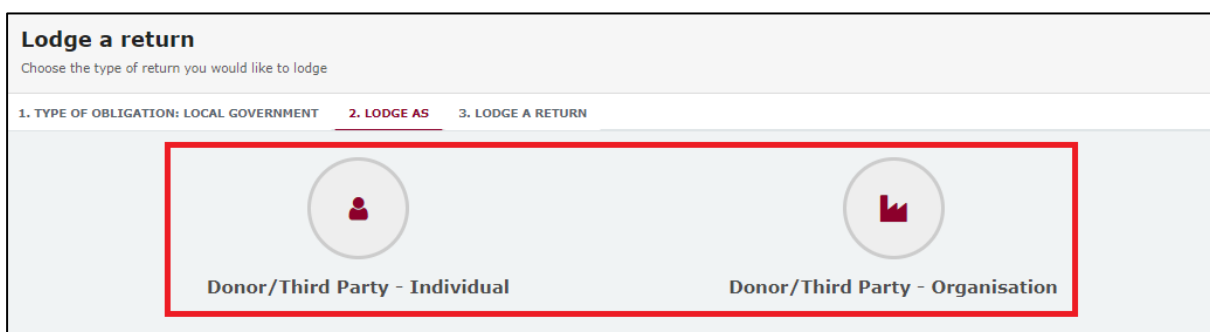 Lodge a return
Choose the type of return you would like to lodge
1. TYPE OF OBLIGATION: LOCAL GOVERNMENT 2. LODGE AS 3. LODGE A RETURN
Donor/Third Party - Individual Donor/Third Party - Organisation